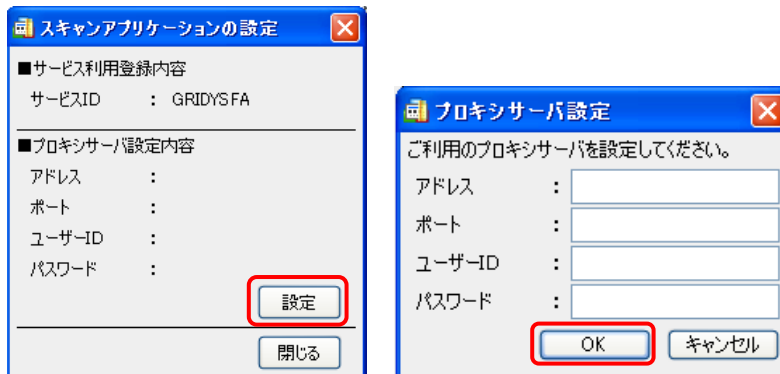 スキャンアプリケーションの設定
■サービス利用登録内容
サービスID : GRIDYSFA
■プロキシサーバ設定内容
アドレス :
ポート :
ユーザーID :
パスワード :
設定
閉じる
プロキシサーバ設定
ご利用のプロキシサーバを設定してください。
アドレス :
ポート :
ユーザーID :
パスワード :
OK キャンセル